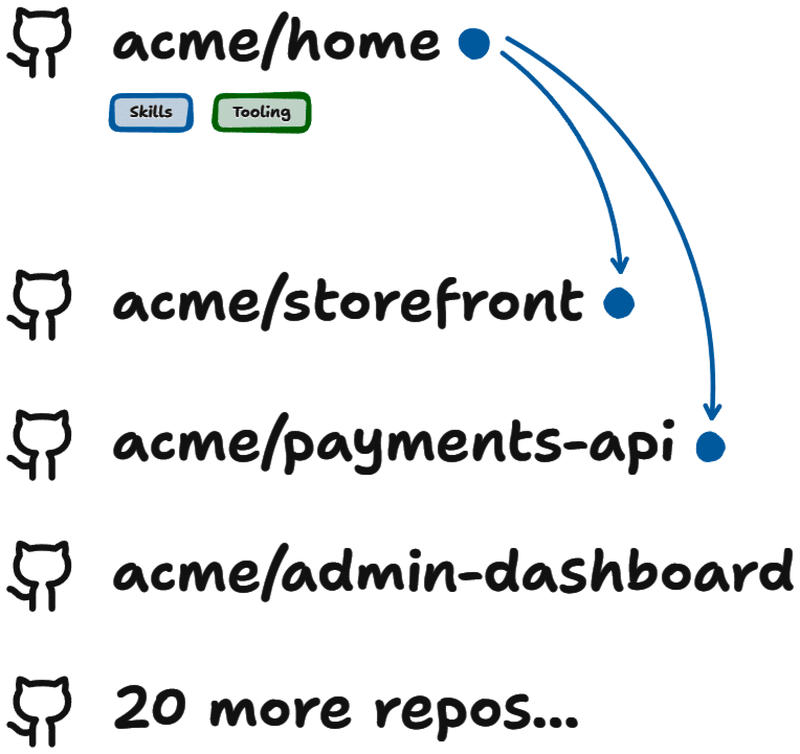 acme/home
Skills Tooling
acme/storefront
acme/payments-api
acme/admin-dashboard
20 more repos...